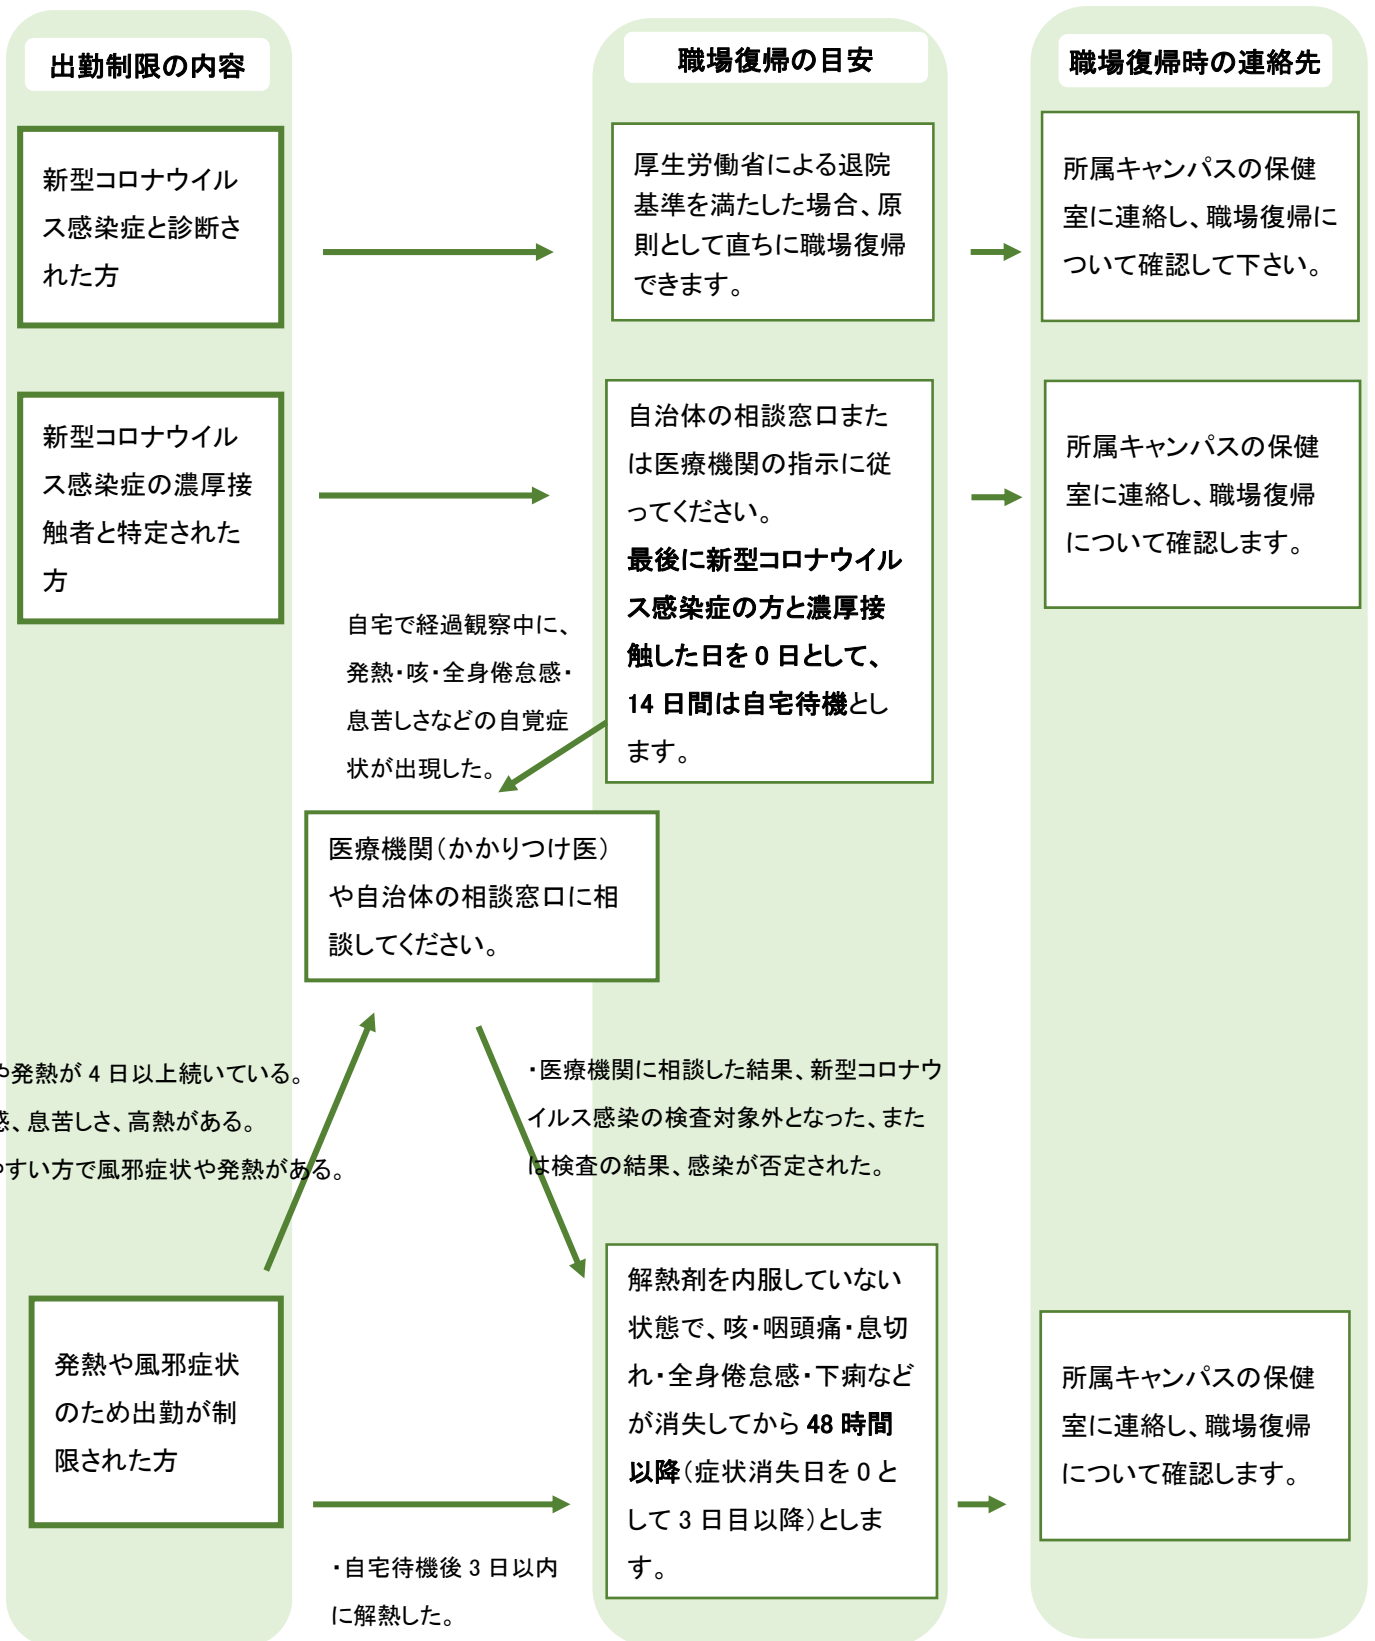 出勤制限の内容
職場復帰の目安
職場復帰時の連絡先
新型コロナウイル
ス感染症と診断さ
れた方
厚生労働省による退院
基準を満たした場合、原
則として直ちに職場復帰
できます。
所属キャンパスの保健
室に連絡し、職場復帰に
ついて確認して下さい。
新型コロナウイル
ス感染症の濃厚接
触者と特定された
方
自治体の相談窓口また
は医療機関の指示に従
ってください。
最後に新型コロナウイル
ス感染症の方と濃厚接
触した日を 0 日として、
14 日間は自宅待機とし
ます。
所属キャンパスの保健
室に連絡し、職場復帰
について確認します。
自宅で経過観察中に、
発熱・咳・全身倦怠感・
息苦しさなどの自覚症
状が出現した。
医療機関（かかりつけ医）
や自治体の相談窓口に相
談してください。
や発熱が 4 日以上続いている。
感、息苦しさ、高熱がある。
やすい方で風邪症状や発熱がある。
・医療機関に相談した結果、新型コロナウ
イルス感染の検査対象外となった、また
は検査の結果、感染が否定された。
発熱や風邪症状
のため出勤が制
限された方
解熱剤を内服していない
状態で、咳・咽頭痛・息切
れ・全身倦怠感・下痢など
が消失してから 48 時間
以降（症状消失日を 0 と
して 3 日目以降）としま
す。
所属キャンパスの保健
室に連絡し、職場復帰
について確認します。
・自宅待機後 3 日以内
に解熱した。